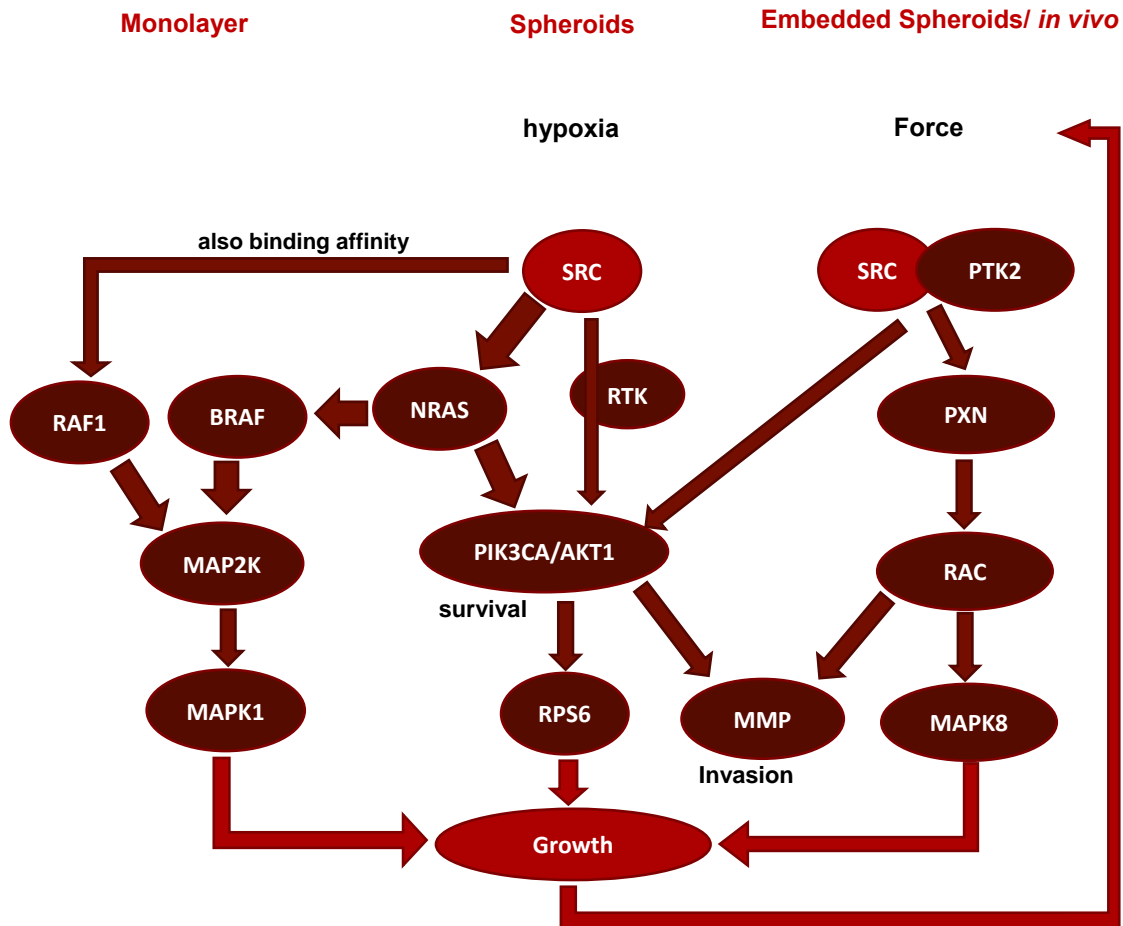 Monolayer
Spheroids
Embedded Spheroids/ in vivo
hypoxia
Force
also binding affinity
SRC
SRC
PTK2
RAF1
BRAF
NRAS
RTK
PXN
MAP2K
PIK3CA/AKT1
RAC
survival
MAPK1
RPS6
MMP
MAPK8
Invasion
Growth